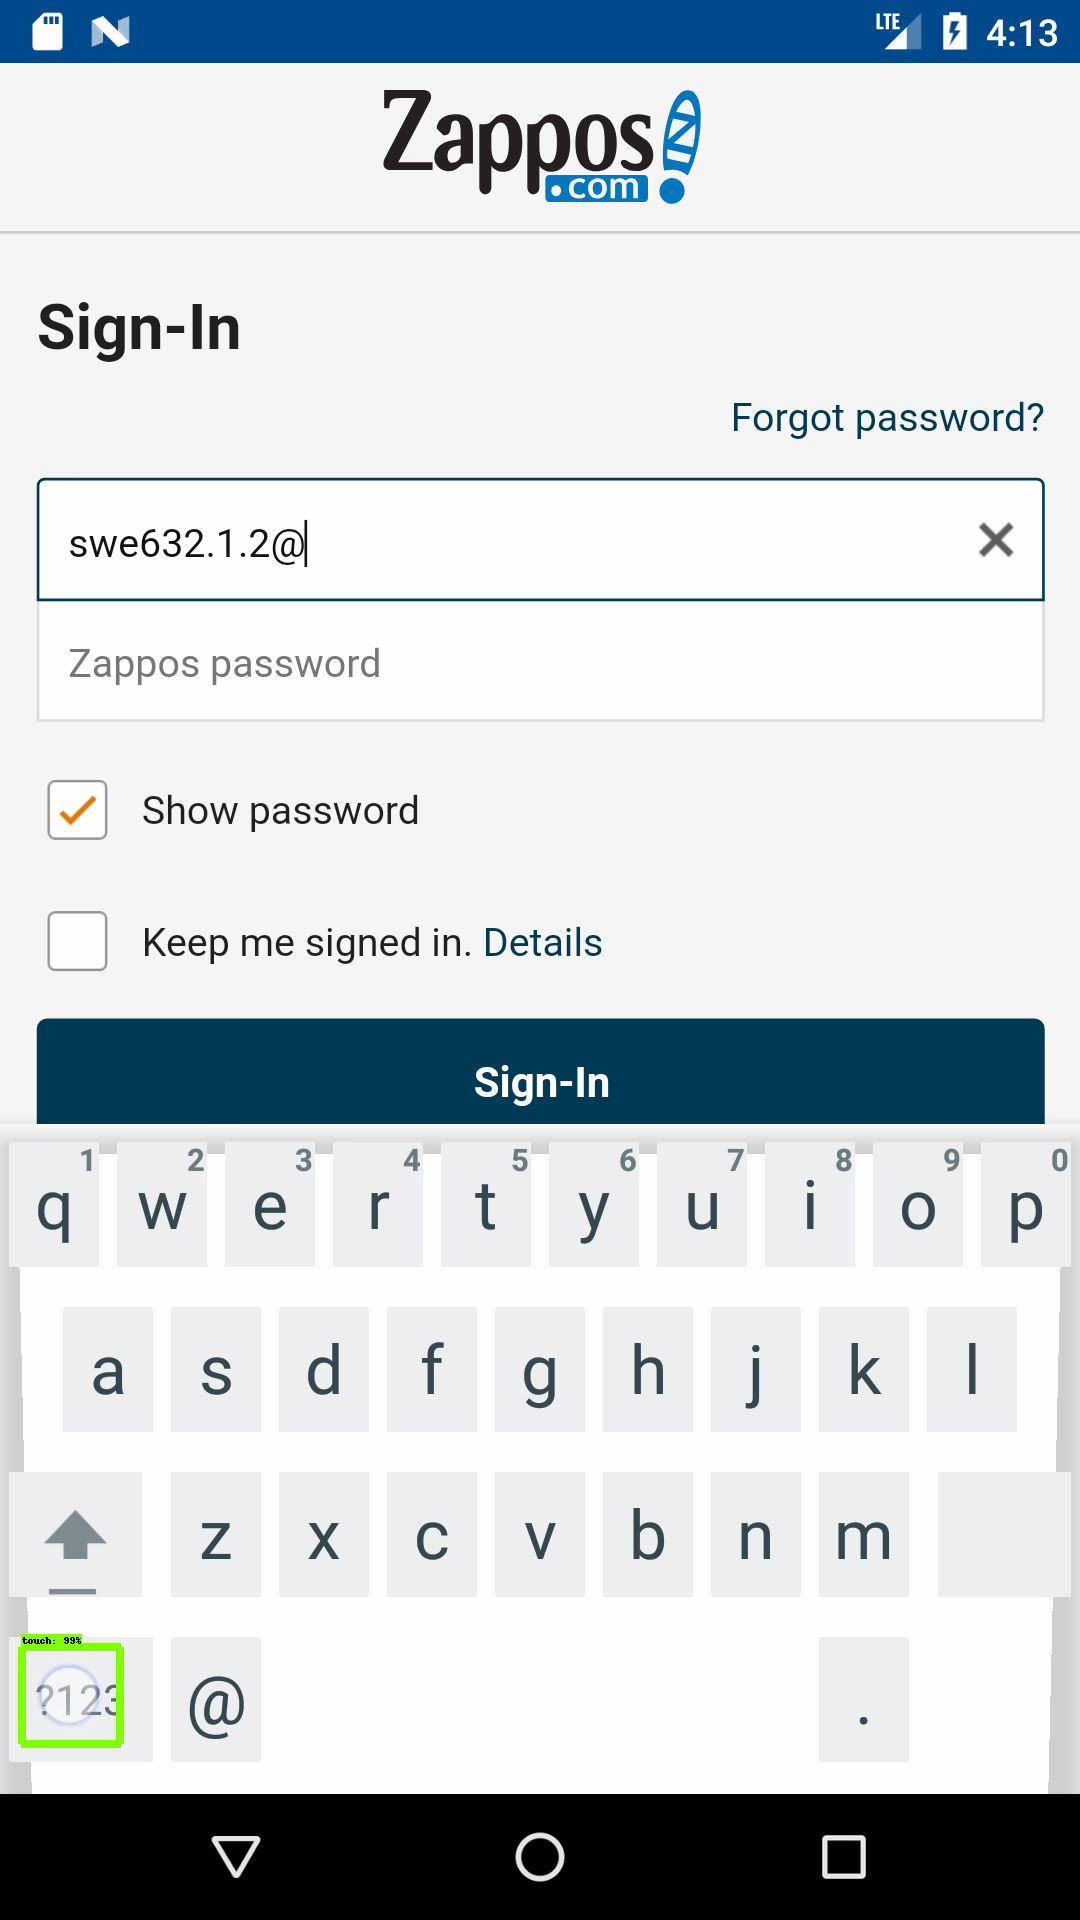 LTE 4:13
Zappos
.com
Sign-In
Forgot password?
swe632.1.2@
Zappos password
Show password
Keep me signed in. Details
Sign-In
1 2 3 4 5 6 7 8 9 0
q w e r t y u i o p
a s d f g h j k l
z x c v b n m
touch: 99%
?123 @ .